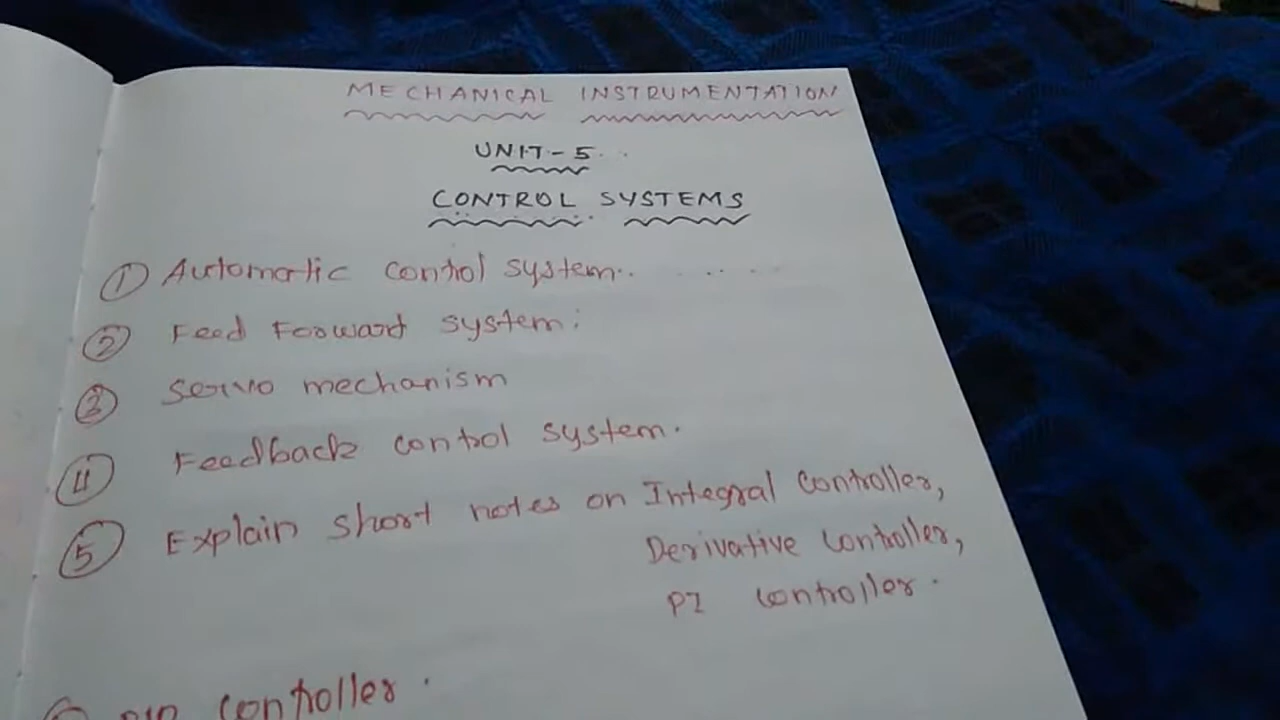 MECHANICAL INSTRUMENTATION
UNIT-5
CONTROL SYSTEMS
① Automatic control system.
② Feed Forward system:
③ Servo mechanism
④ Feedback control system.
⑤ Explain short notes on Integral controller,
Derivative controller,
PI controller.
controller.